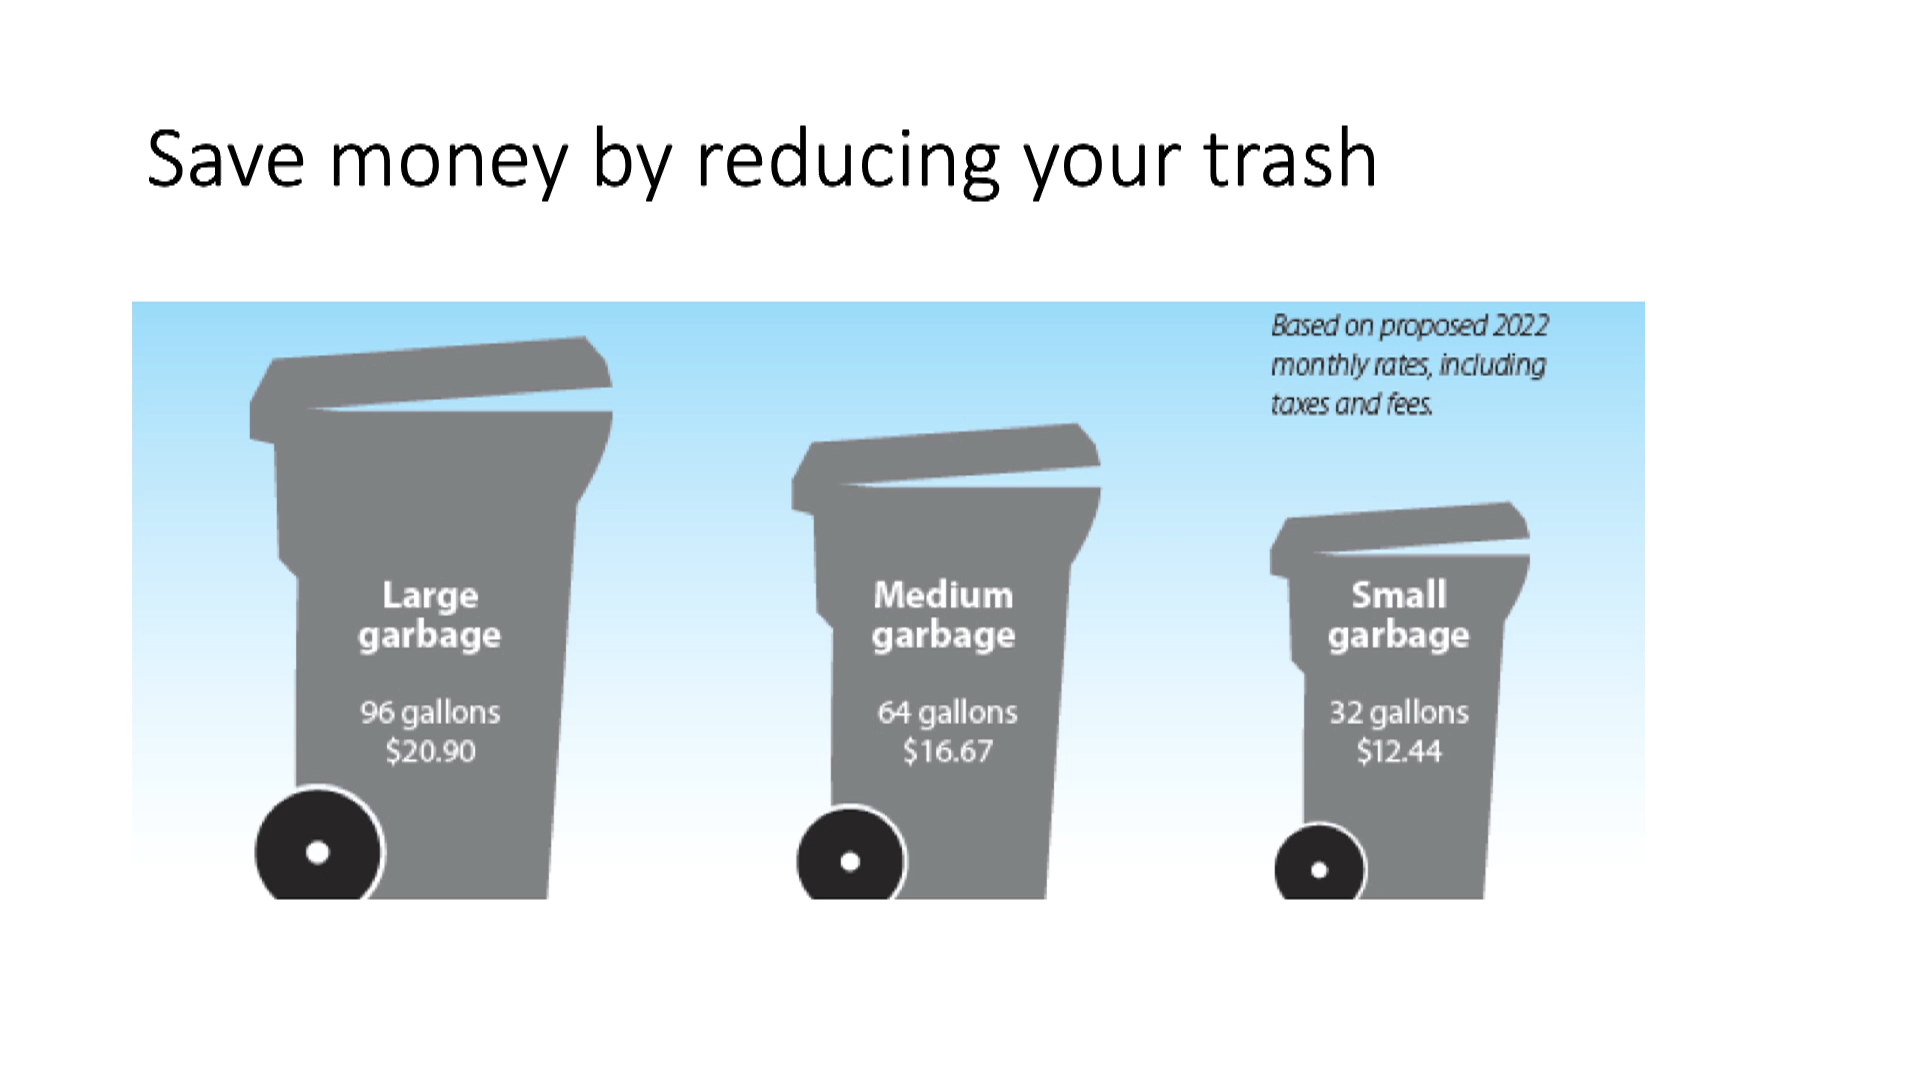 Save money by reducing your trash
Based on proposed 2022
monthly rates, including
taxes and fees.
Large
garbage
96 gallons
$20.90
Medium
garbage
64 gallons
$16.67
Small
garbage
32 gallons
$12.44